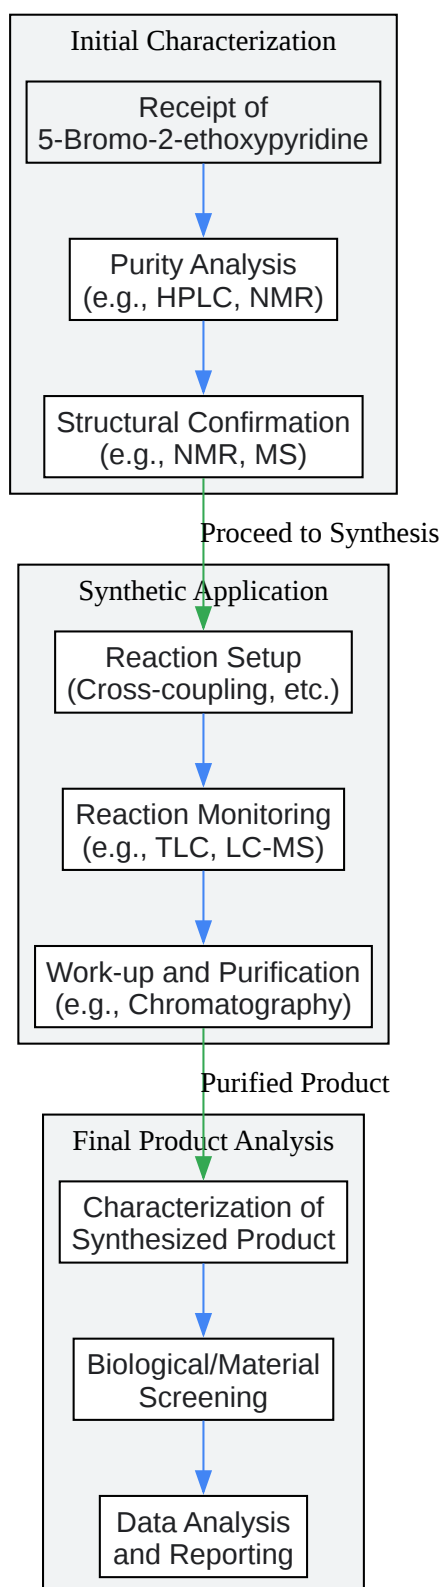 Initial Characterization
Receipt of
5-Bromo-2-ethoxypyridine
Purity Analysis
(e.g., HPLC, NMR)
Structural Confirmation
(e.g., NMR, MS)
Proceed to Synthesis
Synthetic Application
Reaction Setup
(Cross-coupling, etc.)
Reaction Monitoring
(e.g., TLC, LC-MS)
Work-up and Purification
(e.g., Chromatography)
Purified Product
Final Product Analysis
Characterization of
Synthesized Product
Biological/Material
Screening
Data Analysis
and Reporting